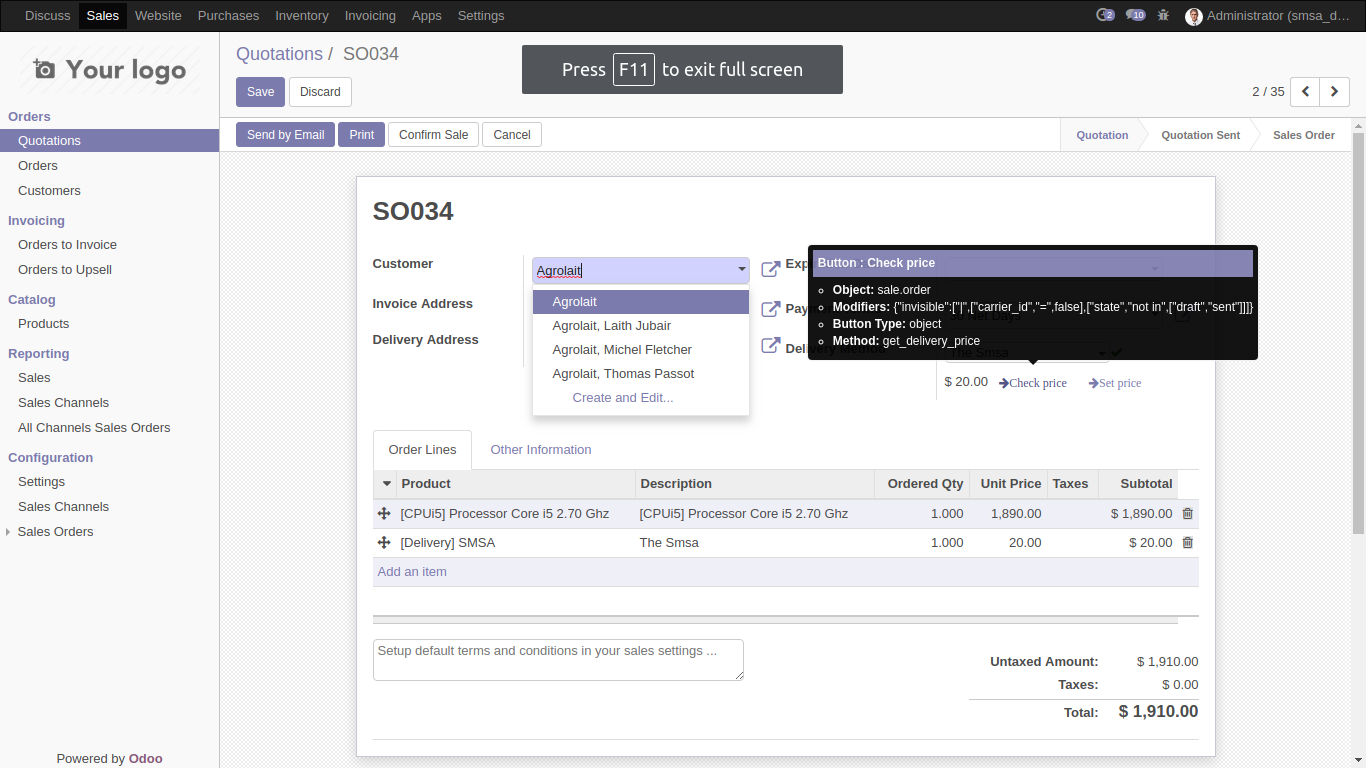 Discuss Sales Website Purchases Inventory Invoicing Apps Settings 2 10 Administrator (smsa_d…
Your logo
Quotations / SO034
Press F11 to exit full screen
Save Discard
2 / 35
Send by Email Print Confirm Sale Cancel
Quotation Quotation Sent Sales Order
Orders
Quotations
Orders
Customers
Invoicing
Orders to Invoice
Orders to Upsell
Catalog
Products
Reporting
Sales
Sales Channels
All Channels Sales Orders
Configuration
Settings
Sales Channels
Sales Orders
Powered by Odoo
SO034
Customer Agrolait
Invoice Address
Delivery Address
Agrolait
Agrolait, Laith Jubair
Agrolait, Michel Fletcher
Agrolait, Thomas Passot
Create and Edit...
Button : Check price
Object: sale.order
Modifiers: {"invisible":["|",["carrier_id","=",false],["state","not in",["draft","sent"]]]}
Button Type: object
Method: get_delivery_price
The Smsa
$ 20.00 Check price Set price
Order Lines Other Information
Product Description Ordered Qty Unit Price Taxes Subtotal
[CPUi5] Processor Core i5 2.70 Ghz [CPUi5] Processor Core i5 2.70 Ghz 1.000 1,890.00 $ 1,890.00
[Delivery] SMSA The Smsa 1.000 20.00 $ 20.00
Add an item
Setup default terms and conditions in your sales settings ...
Untaxed Amount: $ 1,910.00
Taxes: $ 0.00
Total: $ 1,910.00